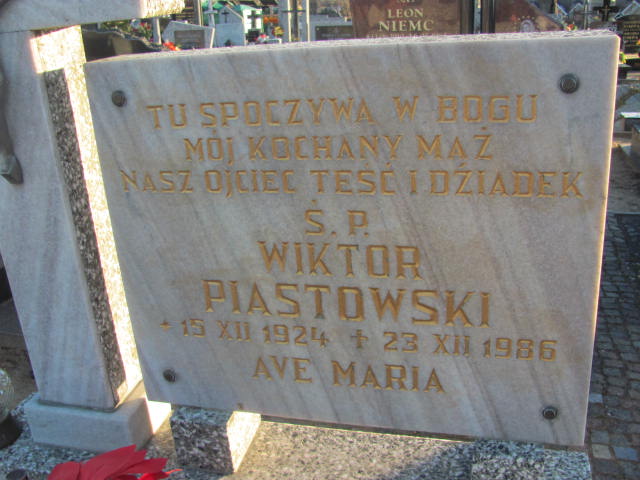 LEON
NIEMC
TU SPOCZYWA W BOGU
MÓJ KOCHANY MĄŻ
NASZ OJCIEC TEŚĆ I DZIADEK
Ś. P.
WIKTOR
PIASTOWSKI
+ 15 XII 1924 ✝ 23 XII 1986
AVE MARIA